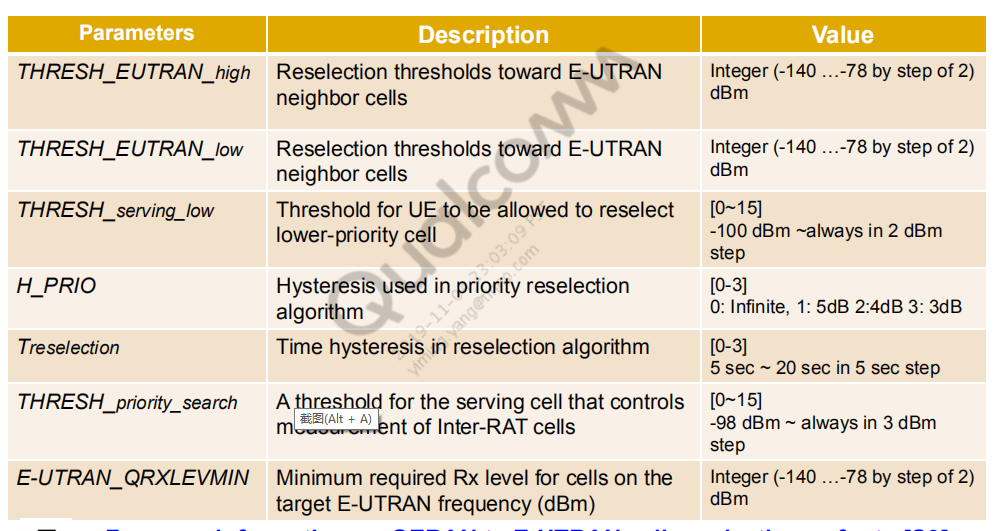 Parameters Description Value
THRESH_EUTRAN_high Reselection thresholds toward E-UTRAN Integer (-140 …-78 by step of 2)
neighbor cells dBm
THRESH_EUTRAN_low Reselection thresholds toward E-UTRAN Integer (-140 …-78 by step of 2)
neighbor cells dBm
THRESH_serving_low Threshold for UE to be allowed to reselect [0~15]
lower-priority cell -100 dBm ~always in 2 dBm
step
H_PRIO Hysteresis used in priority reselection [0-3]
algorithm 0: Infinite, 1: 5dB 2:4dB 3: 3dB
Treselection Time hysteresis in reselection algorithm [0-3]
5 sec ~ 20 sec in 5 sec step
THRESH_priority_search A threshold for the serving cell that controls [0~15]
measurement of Inter-RAT cells -98 dBm ~ always in 3 dBm
step
截图(Alt + A)
E-UTRAN_QRXLEVMIN Minimum required Rx level for cells on the Integer (-140 …-78 by step of 2)
target E-UTRAN frequency (dBm) dBm
Qualcomm